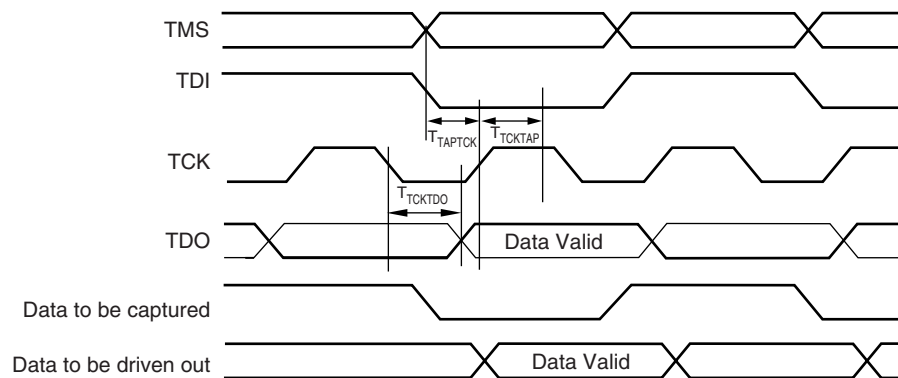 TMS
TDI
TTAPTCK TTCKTAP
TCK
TTCKTDO
TDO Data Valid
Data to be captured
Data to be driven out Data Valid